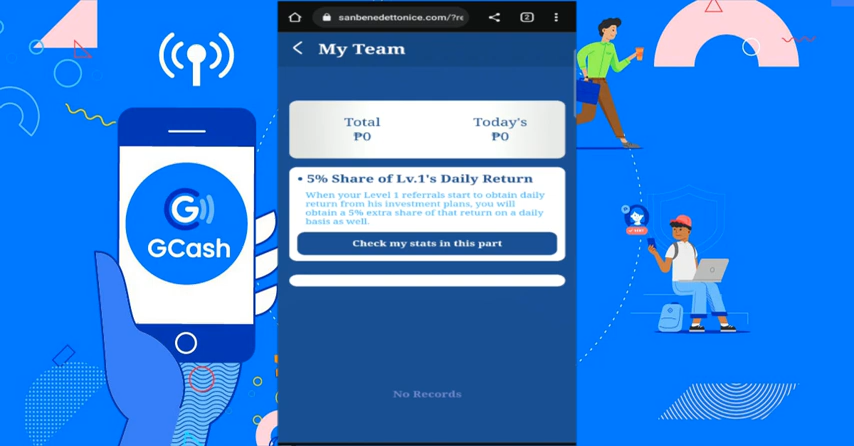 sanbenedettonice.com/?re
2
My Team
Total
₱0
Today's
₱0
• 5% Share of Lv.1's Daily Return
When your Level 1 referrals start to obtain daily
return from his investment plans, you will
obtain a 5% extra share of that return on a daily
basis as well.
Check my stats in this part
No Records
G
GCash